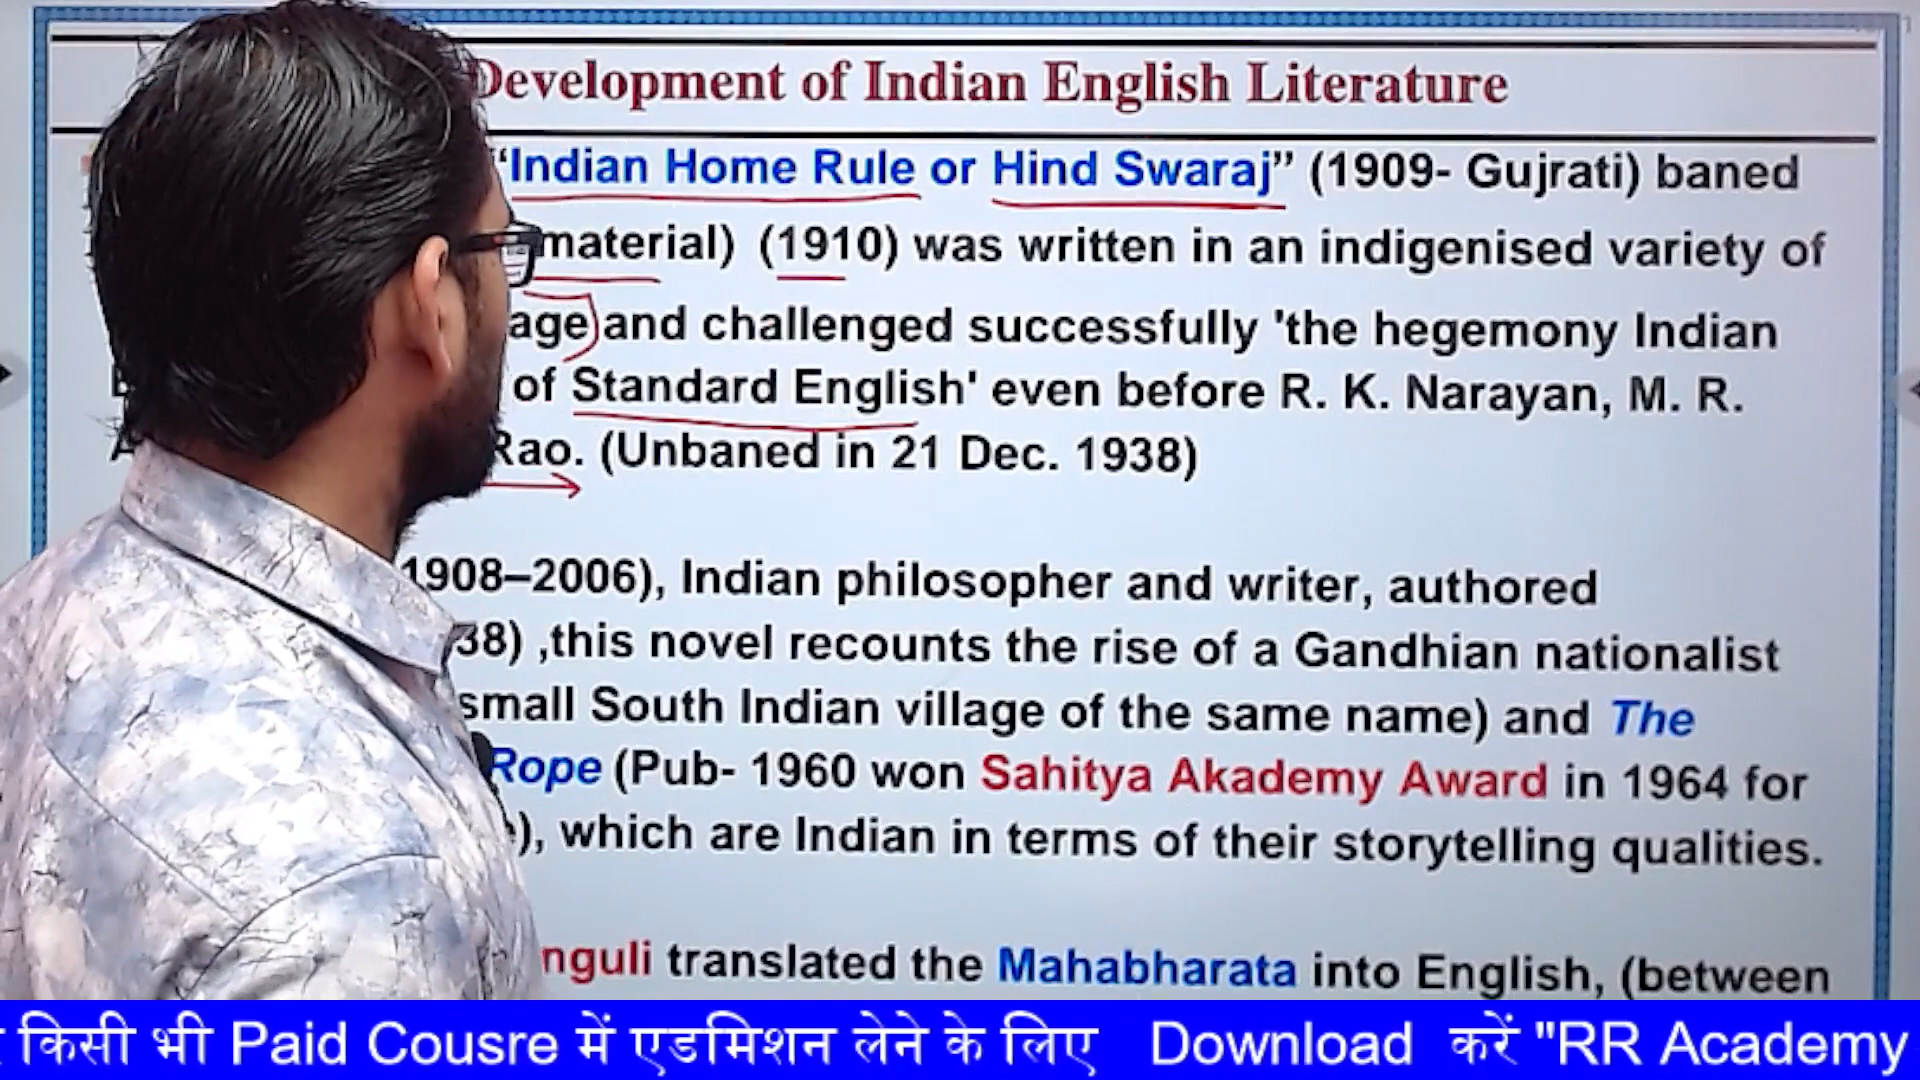 Development of Indian English Literature
“Indian Home Rule or Hind Swaraj” (1909- Gujrati) baned
material) (1910) was written in an indigenised variety of
and challenged successfully 'the hegemony Indian
of Standard English' even before R. K. Narayan, M. R.
Rao. (Unbaned in 21 Dec. 1938)
1908–2006), Indian philosopher and writer, authored
38) ,this novel recounts the rise of a Gandhian nationalist
small South Indian village of the same name) and The
Rope (Pub- 1960 won Sahitya Akademy Award in 1964 for
), which are Indian in terms of their storytelling qualities.
translated the Mahabharata into English, (between
किसी भी Paid Cousre में एडमिशन लेने के लिए Download करें "RR Academy